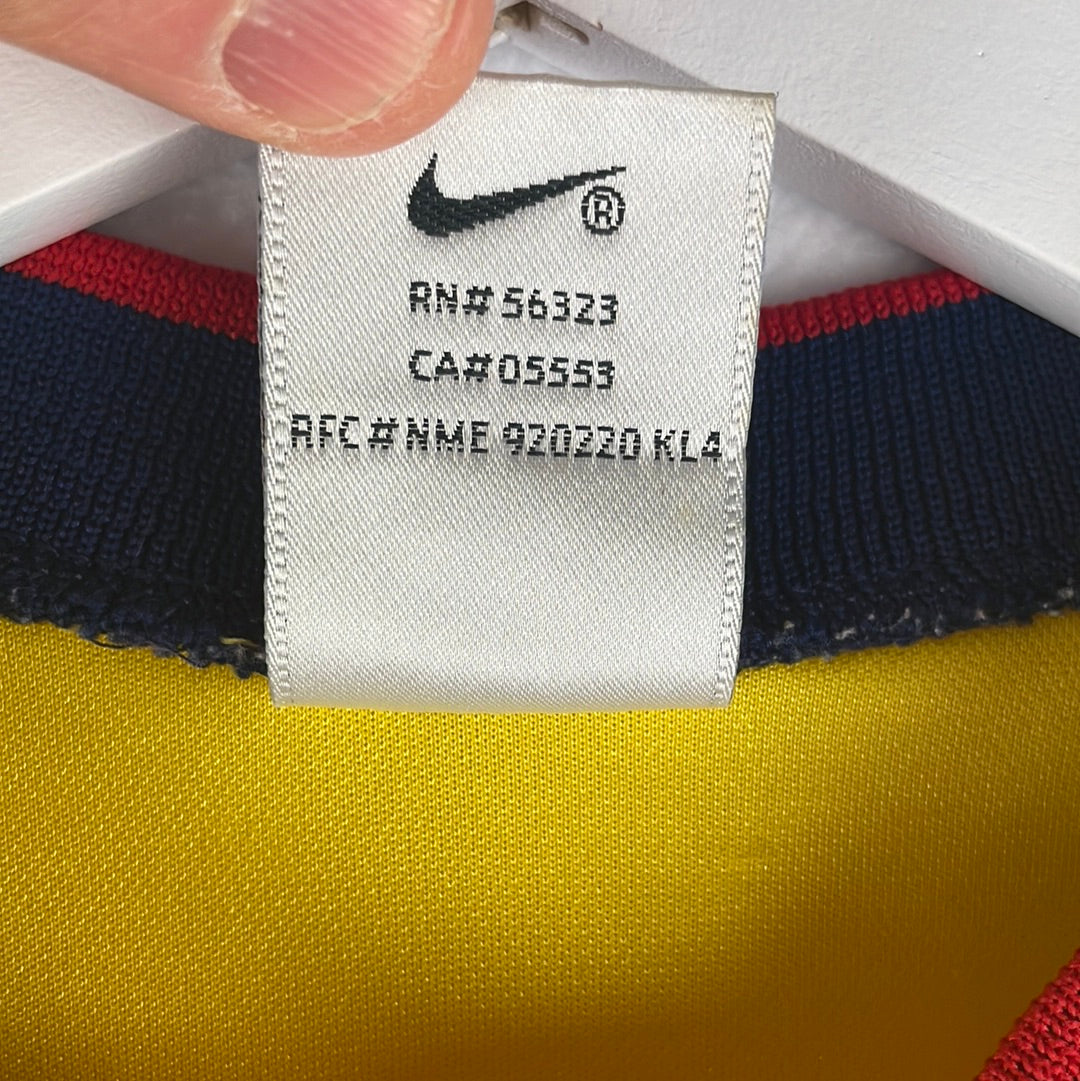 ®
RN# 56323
CA# 05553
RFC# NME 920220 KL4